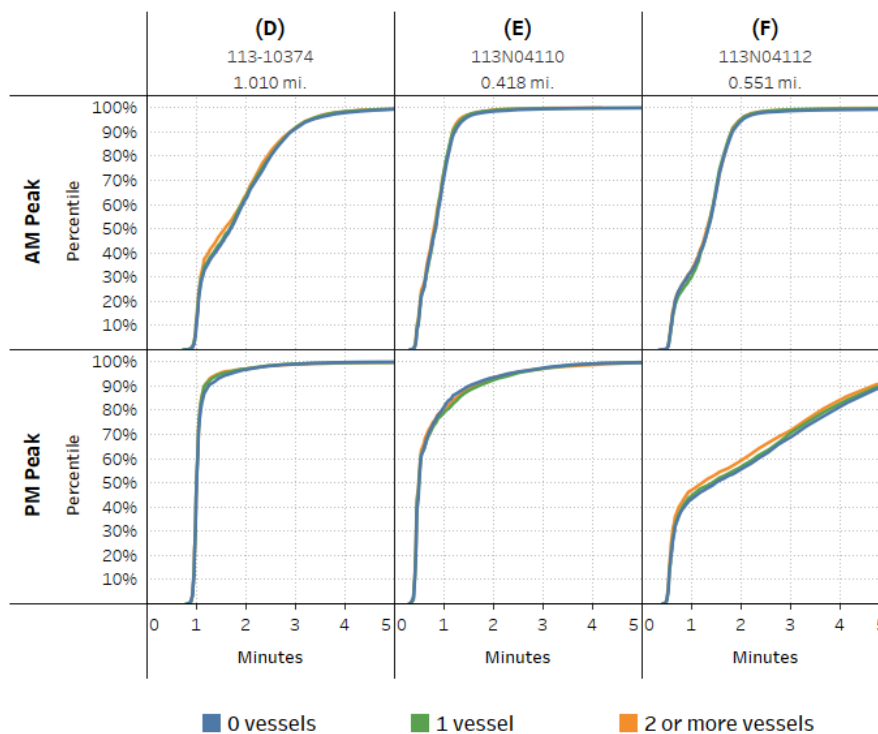 (D) (E) (F)
113-10374 113N04110 113N04112
1.010 mi. 0.418 mi. 0.551 mi.
AM Peak
Percentile
100%
90%
80%
70%
60%
50%
40%
30%
20%
10%
PM Peak
Percentile
100%
90%
80%
70%
60%
50%
40%
30%
20%
10%
0 1 2 3 4 5 0 1 2 3 4 5 0 1 2 3 4
Minutes Minutes Minutes
0 vessels 1 vessel 2 or more vessels